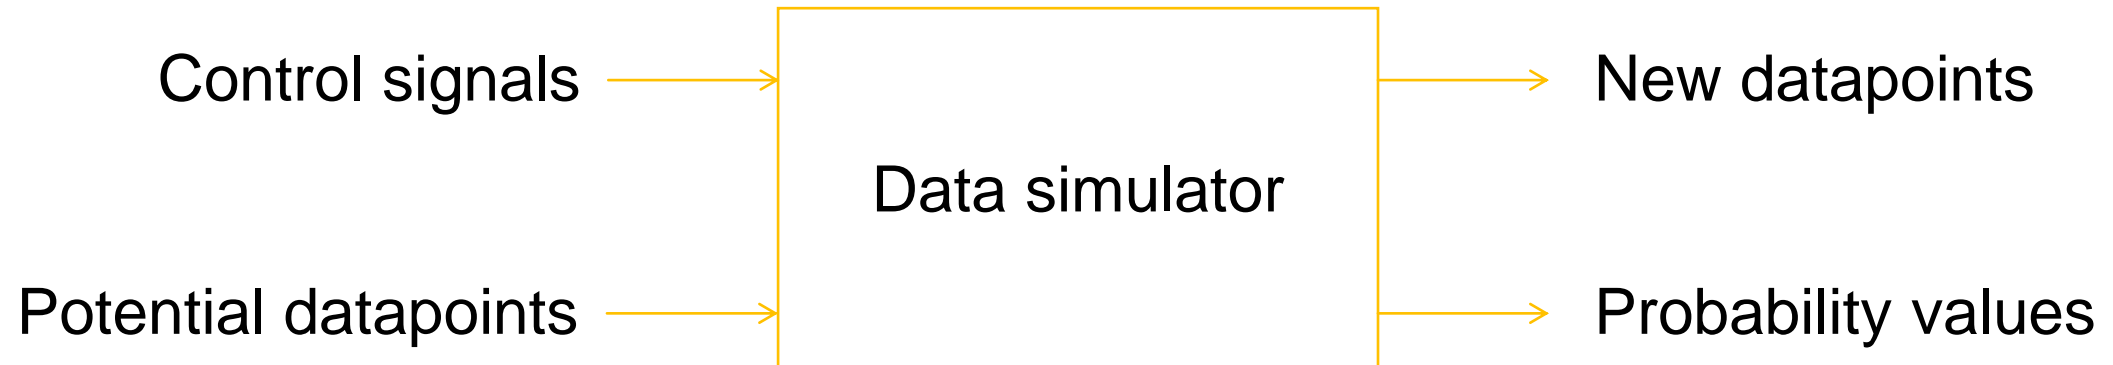 Control signals
New datapoints
Data simulator
Potential datapoints
Probability values